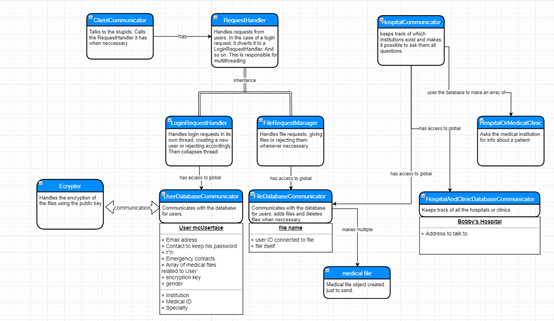 ClientCommunicator
Talks to the stupids. Calls
the RequestHandler it has
when neccessary.
has
RequestHandler
Handles requests from
users. In the case of a login
request, it diverts it to a
LoginRequestHandler. And
so on. This is responsible for
multithreading.
HospitalCommunicator
keeps track of which
institutions exist and makes
it possible to ask them all
questions.
inheritance
uses the database to make an array of
LoginRequestHandler
Handles login requests in its
own thread, creating a new
user or rejecting accordingly
Then collapses thread.
FileRequestManager
Handles file requests, giving
files or rejecting them
whenever neccessary.
HospitalOrMedicalClinic
Asks the medical institution
for info about a patient
has access to global
has access to global
has access to global
has access to global
Ecrypter
Handles the encryption of
the files using the public key
communication
UserDatabaseCommunicator
Communicates with the database
for users.
User mcUserface
+ Email adress
+ Contact to keep his password
+ Emergency contacts
+ Array of medical files
related to User
+ encryption key
+ gender
+ Institution
+ Medical ID
+ Specialty
FileDatabaseCommunicator
Communicates with the database
for users, adds files and deletes
files when neccessary.
file name
+ user ID connected to file
+ file itself
makes multiple
medical file
Medical file object created
just to send.
HospitalAndClinicDatabaseCommunicator
Keeps track of all the hospitals or clinics
Bobby's Hospital
+ Address to talk to